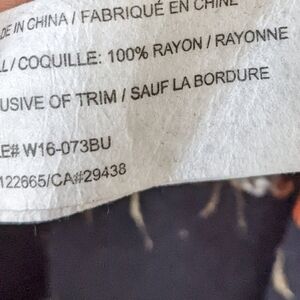 DE IN CHINA / FABRIQUÉ EN CHINE
L / COQUILLE: 100% RAYON / RAYONNE
USIVE OF TRIM / SAUF LA BORDURE
E# W16-073BU
122665/CA#29438